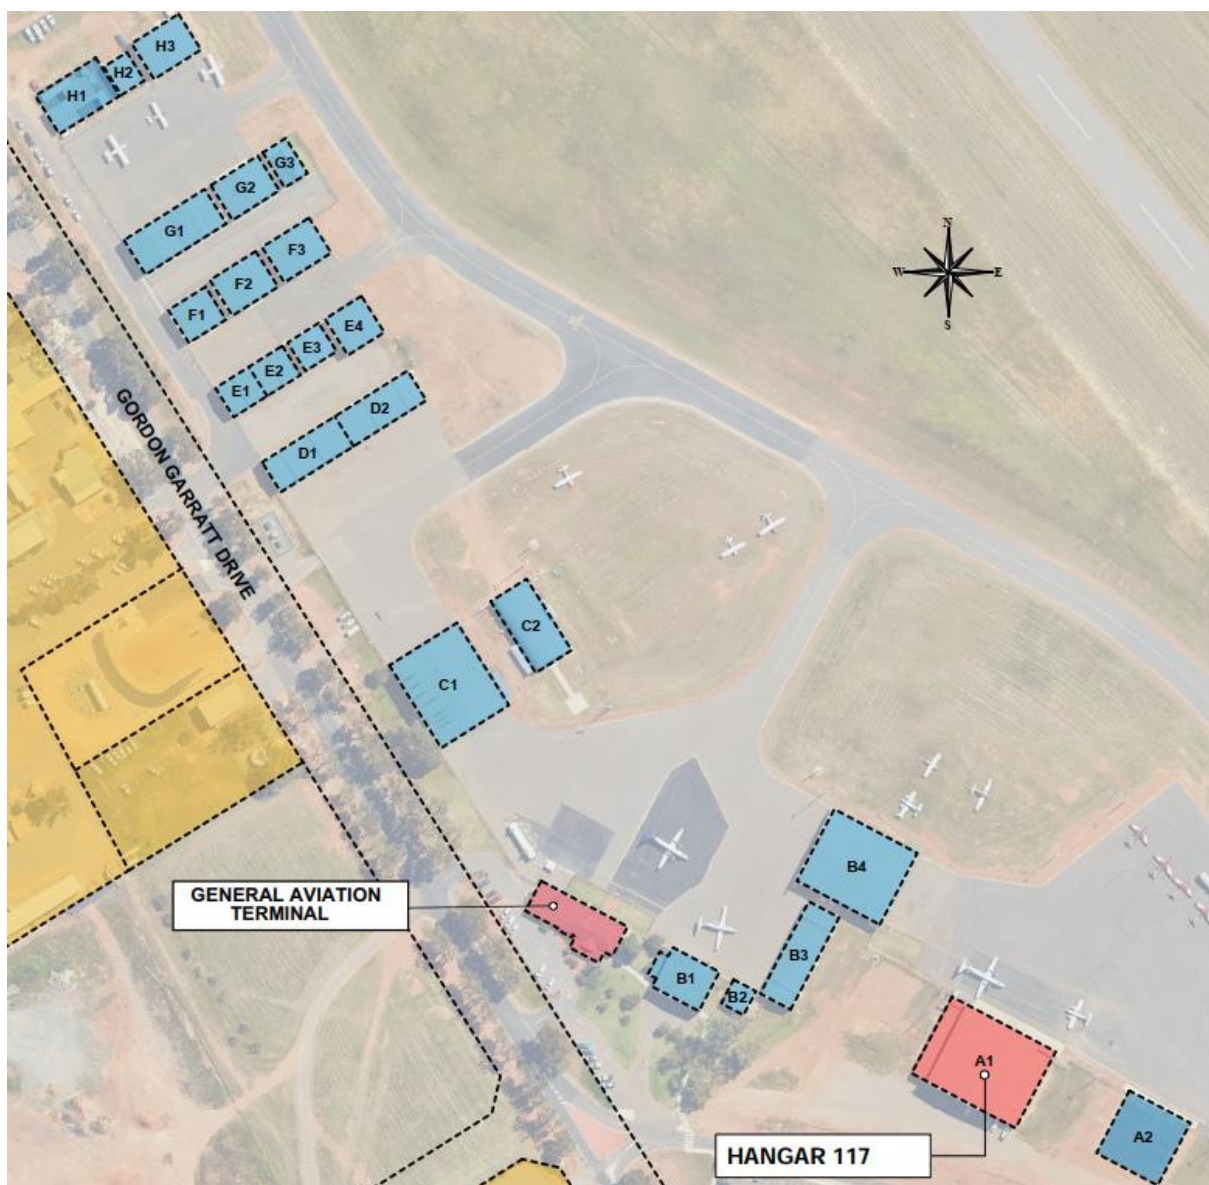 H3
H2
H1
G3
G2
G1
F3
F2
F1
E4
E3
E2
E1
D2
D1
N
W
E
S
GORDON GARRATT DRIVE
C2
C1
B4
GENERAL AVIATION
TERMINAL
B3
B1
B2
A1
A2
HANGAR 117